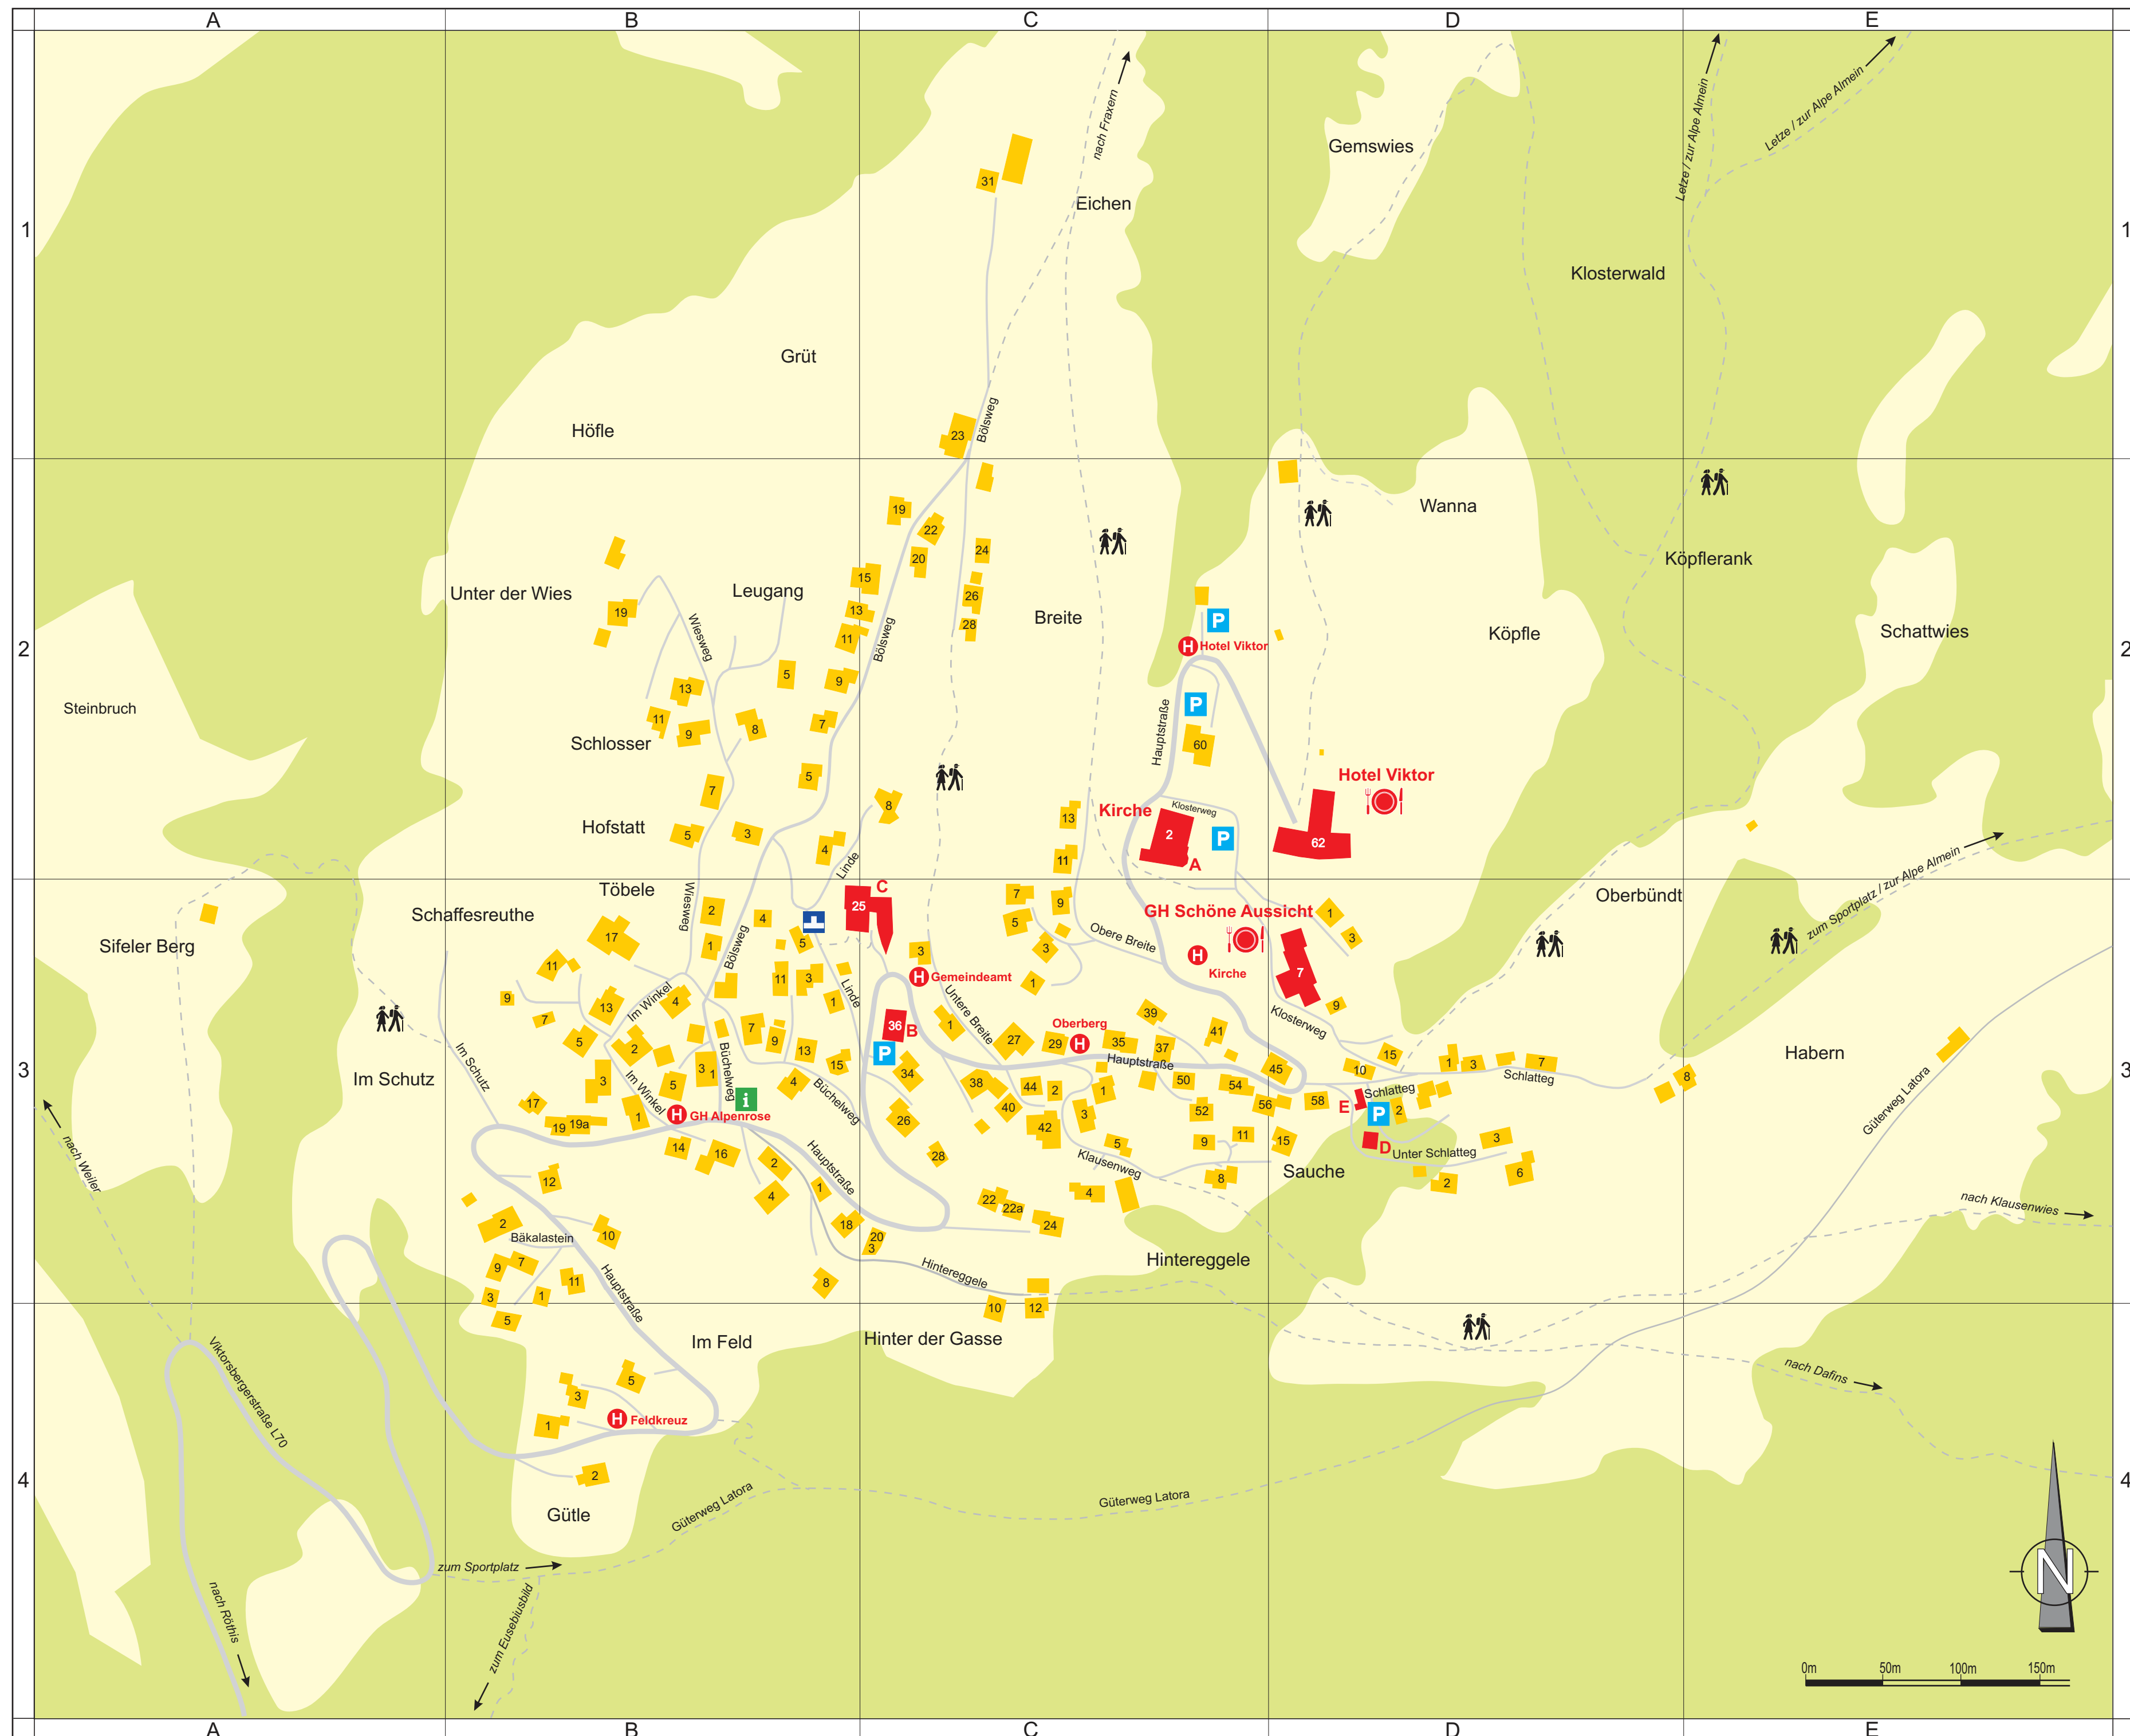 A
B
C
D
E
1
1
nach Fraxern
Letze / zur Alpe Almein
Letze / zur Alpe Almein
Gemswies
31
Eichen
Klosterwald
Grüt
Höfle
23
Bölsweg
19
22
20
24
Wanna
Köpflerank
15
26
Unter der Wies
Leugang
19
13
28
Breite
11
Wiesweg
Bölsweg
Köpfle
Schattwies
P
H Hotel Viktor
2
2
5
9
13
Steinbruch
11
9
8
7
Schlosser
P
Hauptstraße
60
5
7
Hotel Viktor
8
Kirche
Klosterweg
13
2
P
62
Hofstatt
5
3
4
Linde
11
A
Töbele
Wiesweg
C
25
7
9
Oberbündt
Schaffesreuthe
2
4
5
GH Schöne Aussicht
1
3
Sifeler Berg
17
1
Bölsweg
5
3
3
Obere Breite
H
Kirche
7
zum Sportplatz / zur Alpe Almein
11
11
3
H Gemeindeamt
1
9
13
Im Winkel
4
1
Linde
Untere Breite
9
7
5
2
7
9
36
B
1
39
41
Klosterweg
Oberberg
27
29
H
35
37
Habern
13
15
P
Im Schutz
Im Schutz
3
3
1
Büchelweg
34
Hauptstraße
45
10
15
1
3
7
Schlatteg
8
3
3
5
4
Büchelweg
38
44
2
1
50
54
Schlatteg
Güterweg Latora
17
Im Winkel
1
i
H GH Alpenrose
40
3
52
56
58
E
P
2
19
19a
26
42
14
16
28
5
9
11
15
D
Unter Schlatteg
3
nach Weiler
2
4
1
Hauptstraße
Klausenweg
8
Sauche
2
6
12
22
22a
4
24
nach Klausenwies
2
Bäkalastein
10
18
20
3
9
7
11
Hauptstraße
8
Hintereggele
Hintereggele
3
1
5
10
12
Im Feld
Hinter der Gasse
Viktorsbergerstraße L70
nach Dafins
5
3
1
H Feldkreuz
2
4
4
Gütle
Güterweg Latora
Güterweg Latora
zum Sportplatz
nach Röthis
zum Eusebiusbild
N
0m
50m
100m
150m
A
B
C
D
E